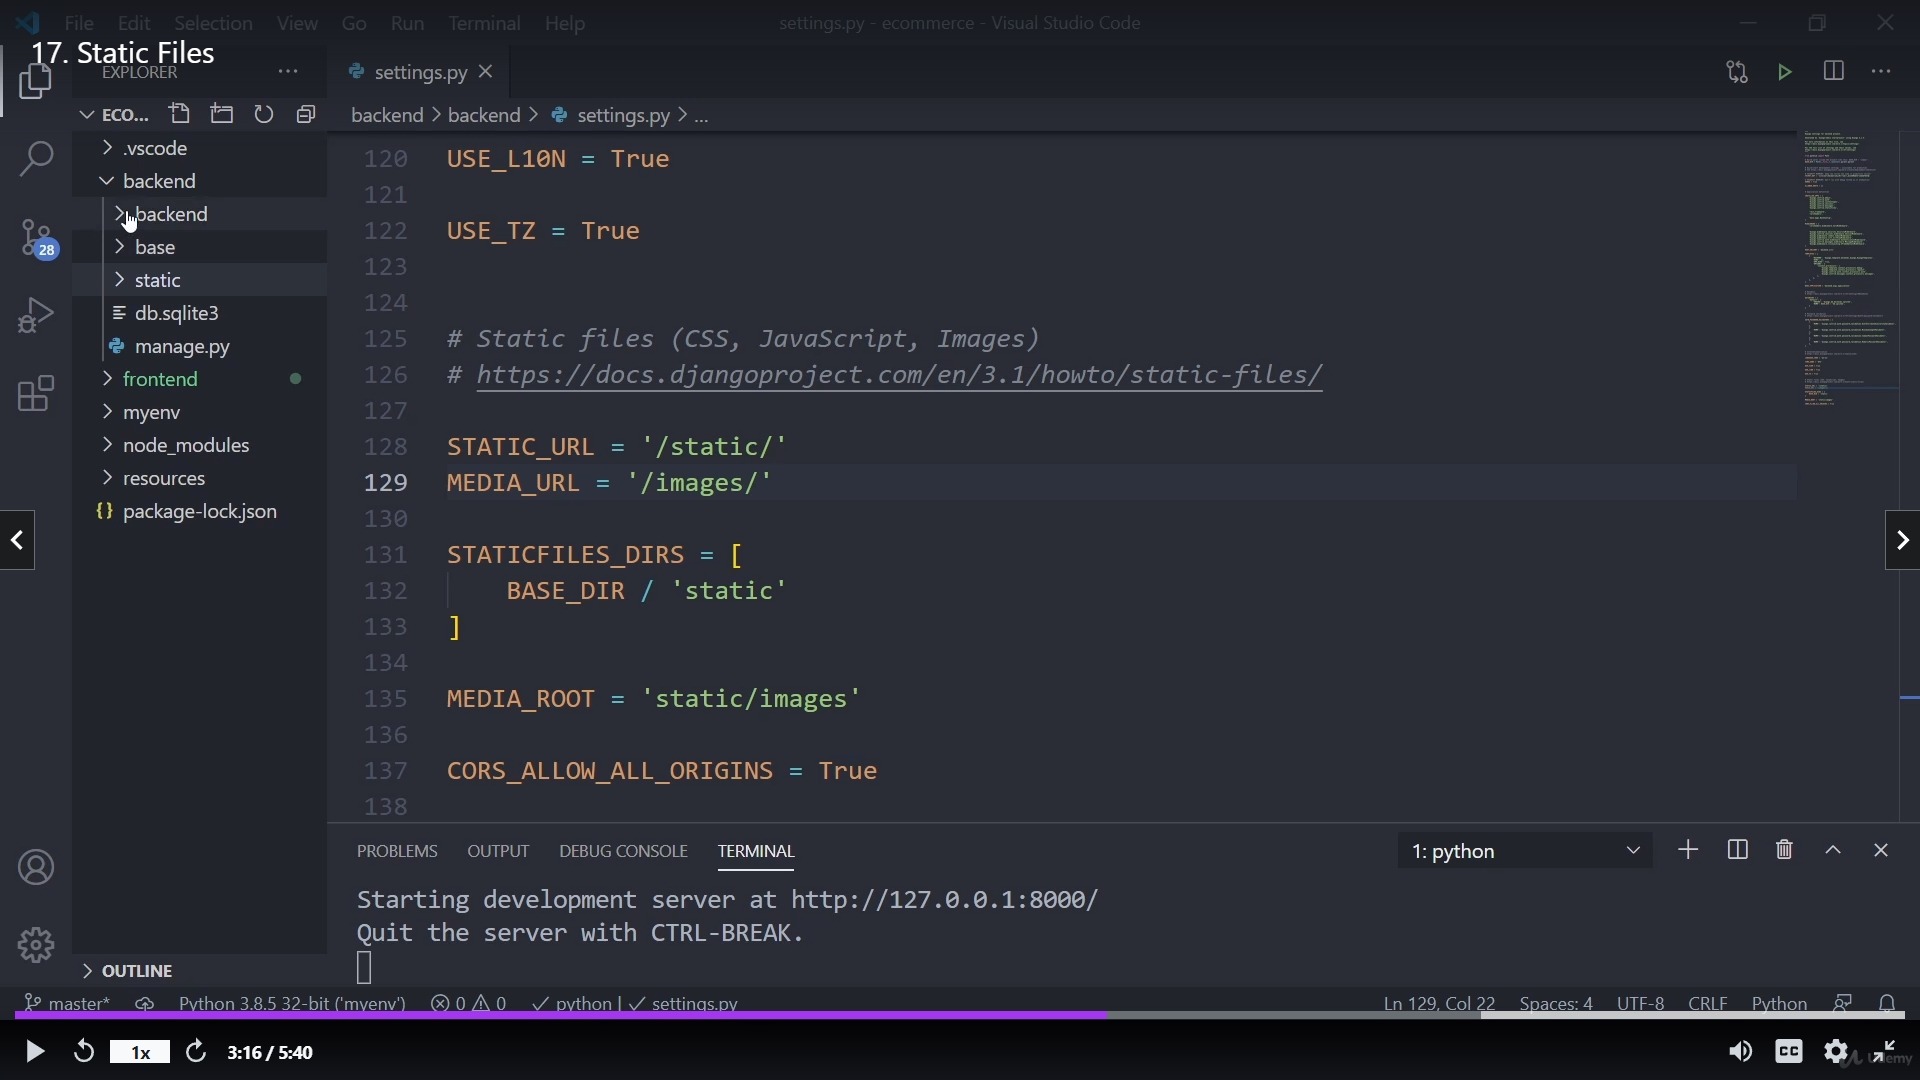 File Edit Selection View Go Run Terminal Help settings.py - ecommerce - Visual Studio Code
17. Static Files
EXPLORER
settings.py
ECO...
backend > backend > settings.py > ...
.vscode
backend
backend
base
static
db.sqlite3
manage.py
frontend
myenv
node_modules
resources
package-lock.json
28
120 USE_L10N = True
121
122 USE_TZ = True
123
124
125 # Static files (CSS, JavaScript, Images)
126 # https://docs.djangoproject.com/en/3.1/howto/static-files/
127
128 STATIC_URL = '/static/'
129 MEDIA_URL = '/images/'
130
131 STATICFILES_DIRS = [
132 BASE_DIR / 'static'
133 ]
134
135 MEDIA_ROOT = 'static/images'
136
137 CORS_ALLOW_ALL_ORIGINS = True
138
PROBLEMS OUTPUT DEBUG CONSOLE TERMINAL 1: python
Starting development server at http://127.0.0.1:8000/
Quit the server with CTRL-BREAK.
OUTLINE
master* Python 3.8.5 32-bit ('myenv') 0 0 python | settings.py Ln 129, Col 22 Spaces: 4 UTF-8 CRLF Python
1x 3:16 / 5:40 CC Udemy